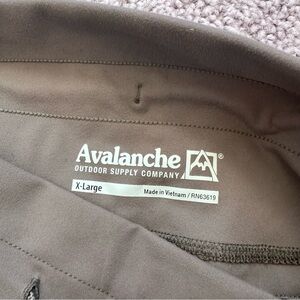 Avalanche ®
OUTDOOR SUPPLY COMPANY
X-Large Made in Vietnam / RN63619